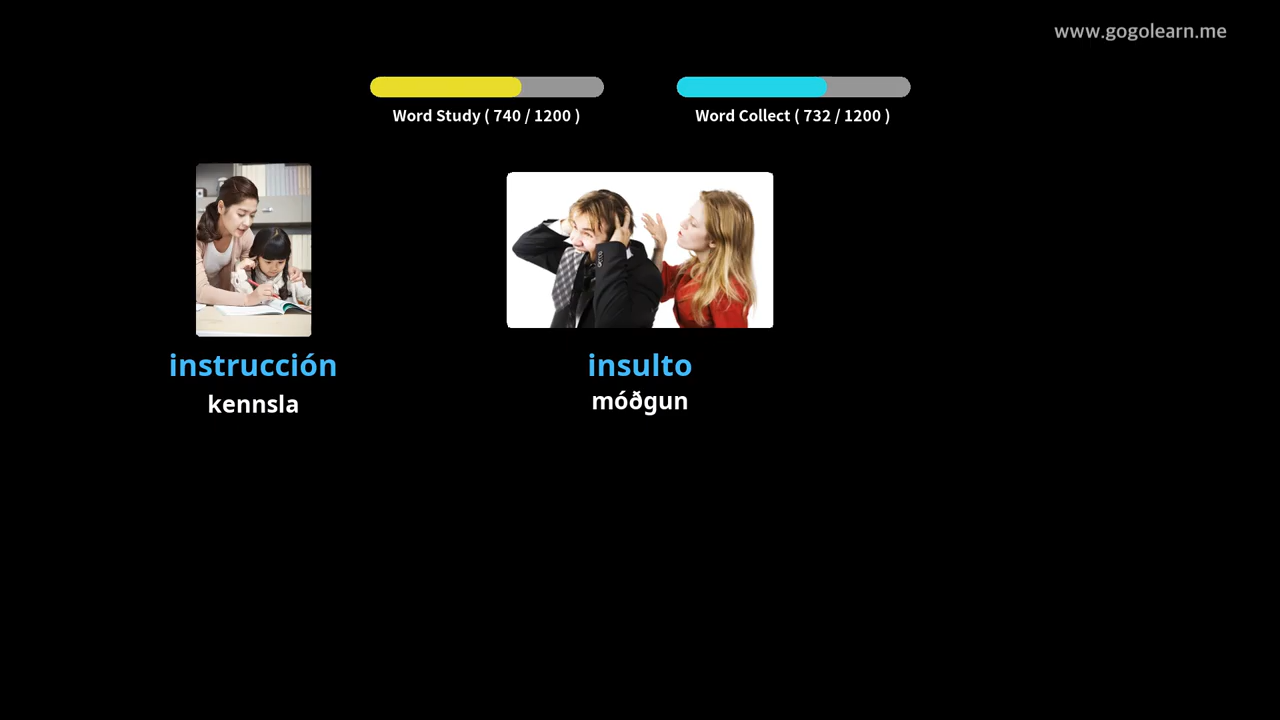 www.gogolearn.me
Word Study ( 740 / 1200 )
Word Collect ( 732 / 1200 )
instrucción
kennsla
insulto
móðgun